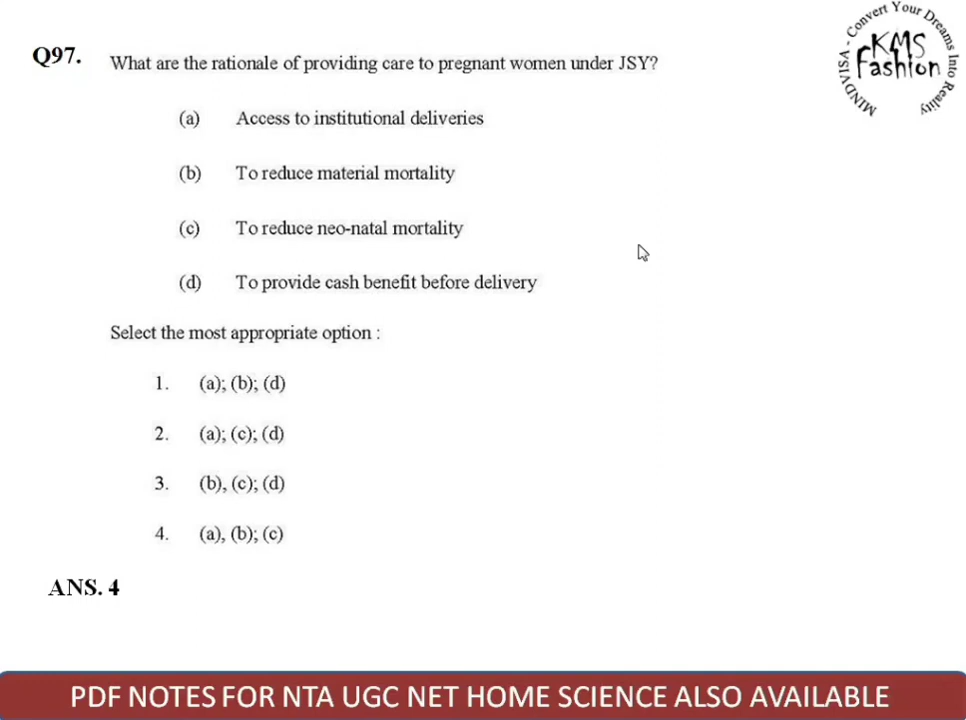 Q97. What are the rationale of providing care to pregnant women under JSY?
(a) Access to institutional deliveries
(b) To reduce material mortality
(c) To reduce neo-natal mortality
(d) To provide cash benefit before delivery
Select the most appropriate option :
1. (a); (b); (d)
2. (a); (c); (d)
3. (b), (c); (d)
4. (a), (b); (c)
ANS. 4
MINDVISA - Convert Your Dreams Into Reality
KMS
Fashion
PDF NOTES FOR NTA UGC NET HOME SCIENCE ALSO AVAILABLE